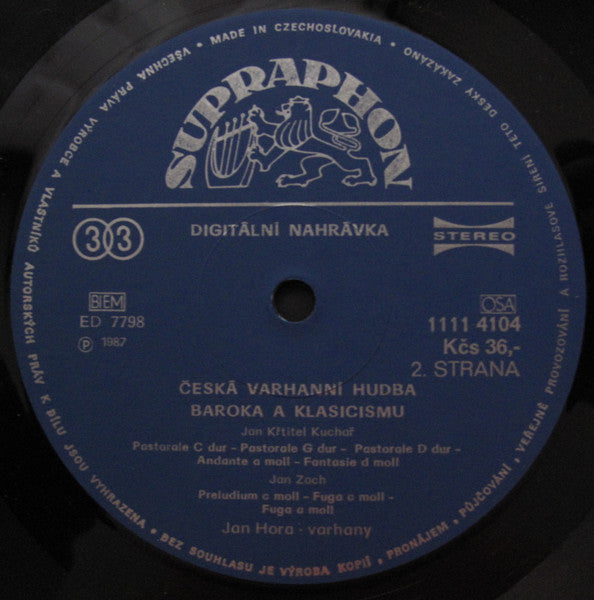 VŠECHNA PRÁVA VÝROBCE A VLASTNÍKŮ AUTORSKÝCH PRÁV K DÍLU JSOU VYHRAZENA • BEZ SOUHLASU JE VÝROBA KOPIÍ, PRONÁJEM, PŮJČOVÁNÍ, VEŘEJNÉ PROVOZOVÁNÍ A ROZHLASOVÉ ŠÍŘENÍ TÉTO DESKY ZAKÁZÁNO • MADE IN CZECHOSLOVAKIA •
SUPRAPHON
33
DIGITÁLNÍ NAHRÁVKA
STEREO
BIEM
ED 7798
℗ 1987
OSA
1111 4104
Kčs 36,-
2. STRANA
ČESKÁ VARHANNÍ HUDBA
BAROKA A KLASICISMU
Jan Křtitel Kuchař
Pastorale C dur – Pastorale G dur – Pastorale D dur –
Andante a moll – Fantasie d moll
Jan Zach
Preludium c moll – Fuga c moll –
Fuga a moll
Jan Hora - varhany